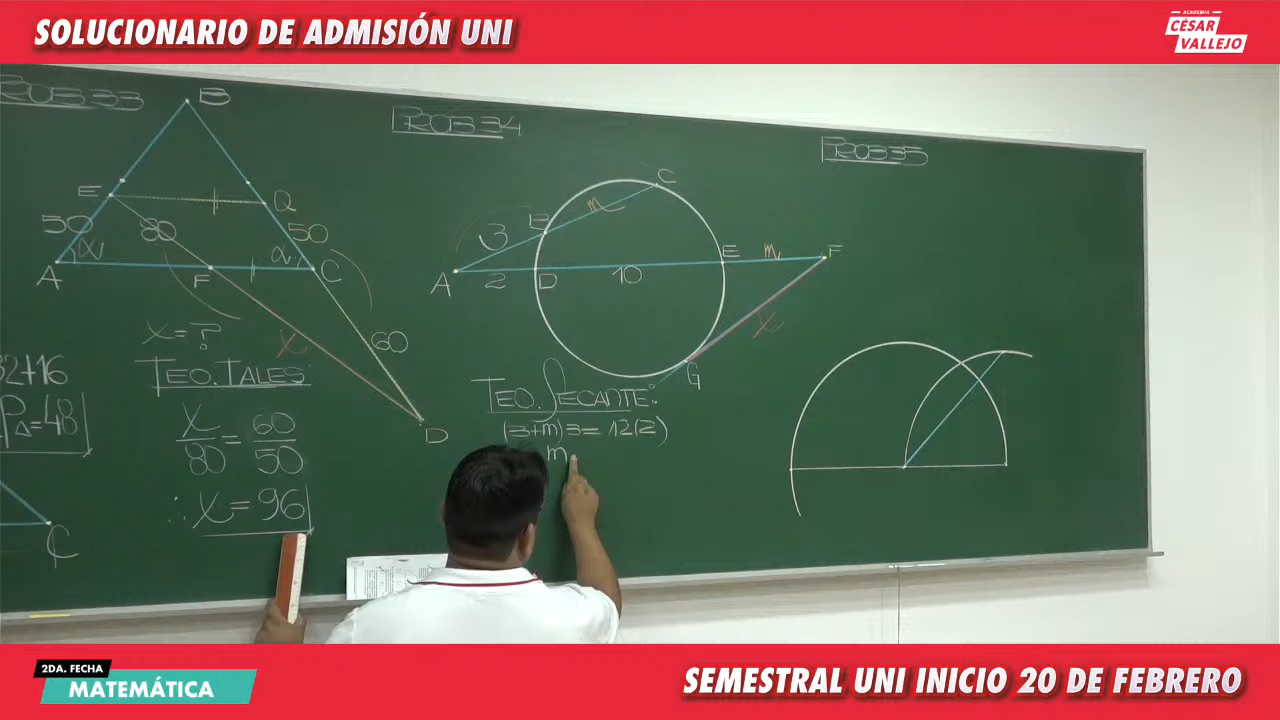 SOLUCIONARIO DE ADMISIÓN UNI
ACADEMIA
CÉSAR
VALLEJO
PROB 33
B
E
Q
50
80
50
α
α
A
F
C
X
60
D
X=?
TEO. TALES:
X/80 = 60/50
∴ X = 96
32+16
P△=48
C
PROB 34
C
m
B
3
E
m
F
A
2
D
10
X
G
TEO. SECANTE:
(3+m)3=12(2)
m
PROB 35
2DA. FECHA
MATEMÁTICA
SEMESTRAL UNI INICIO 20 DE FEBRERO